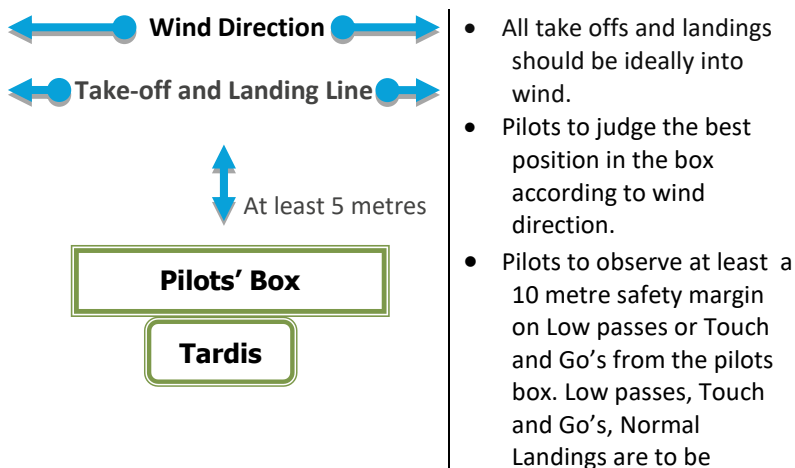 Wind Direction
Take-off and Landing Line
At least 5 metres
Pilots’ Box
Tardis
• All take offs and landings
should be ideally into
wind.
• Pilots to judge the best
position in the box
according to wind
direction.
• Pilots to observe at least a
10 metre safety margin
on Low passes or Touch
and Go’s from the pilots
box. Low passes, Touch
and Go’s, Normal
Landings are to be